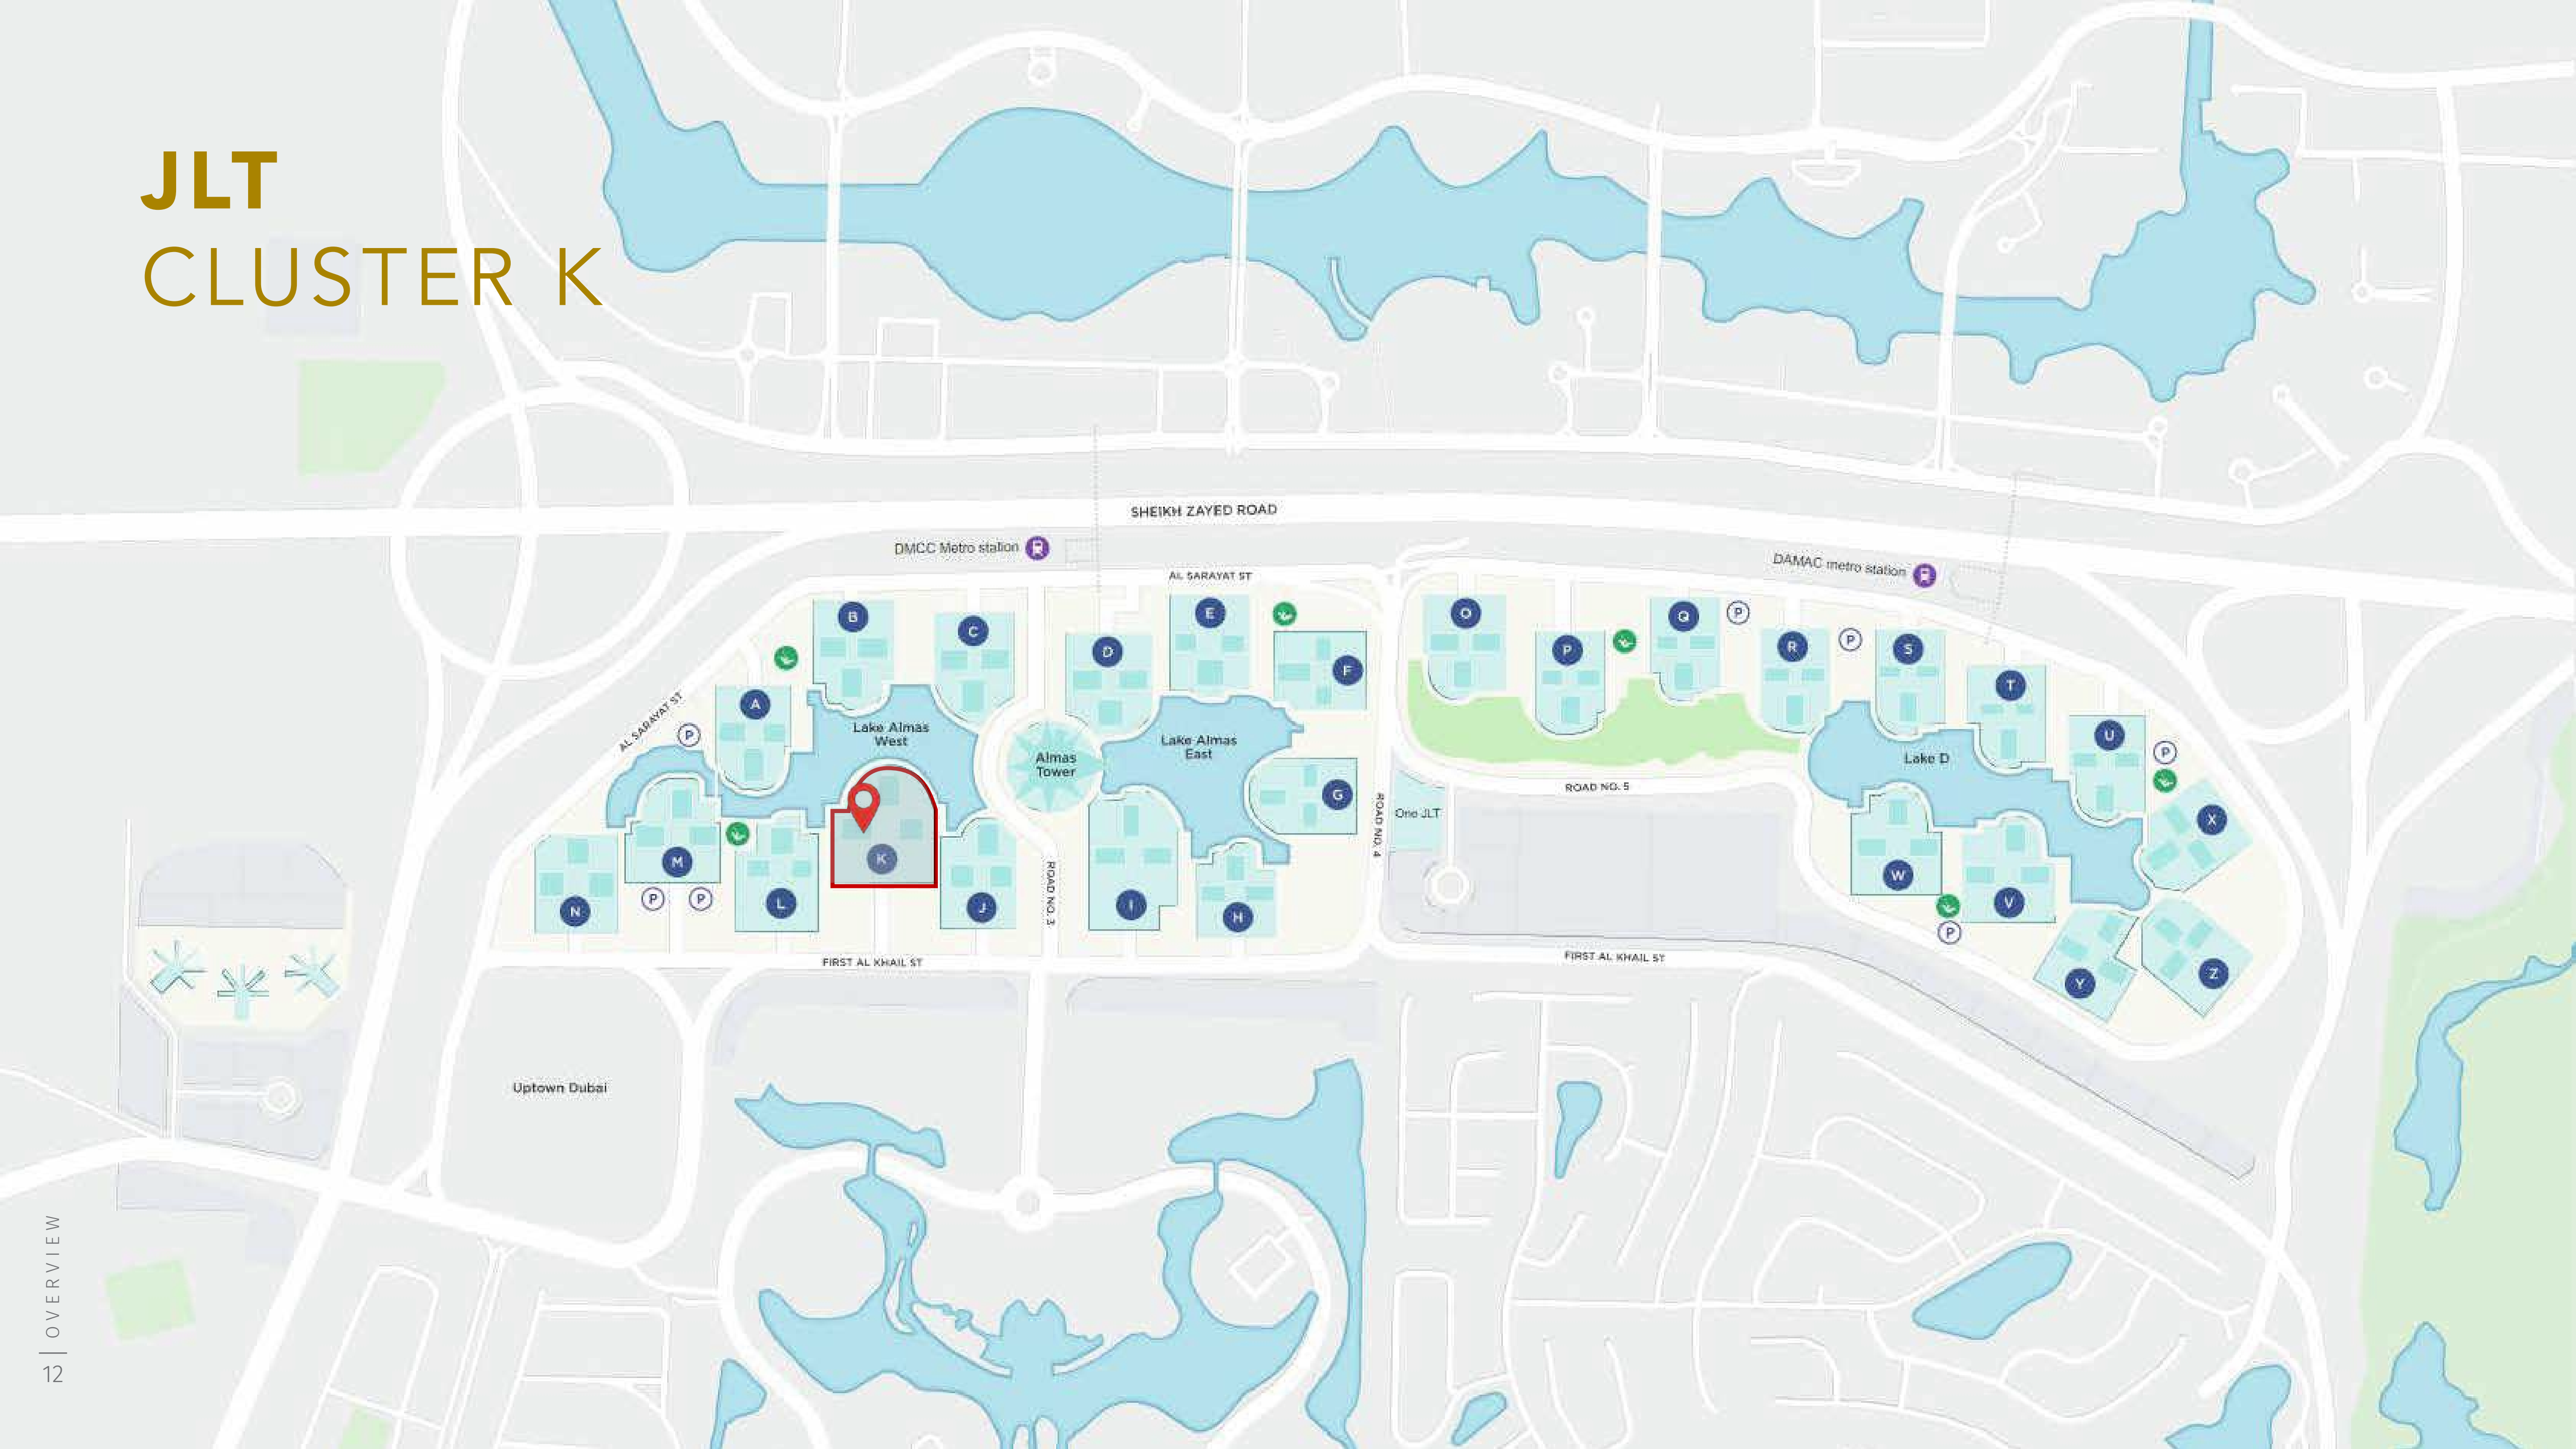 JLT
CLUSTER K
SHEIKH ZAYED ROAD
DMCC Metro station
DAMAC metro station
AL SARAYAT ST
B
C
D
E
F
O
P
Q
P
R
P
S
T
U
P
A
AL SARAYAT ST
P
Lake Almas
West
Almas
Tower
Lake Almas
East
Lake D
G
ROAD NO. 5
ROAD NO. 4
One JLT
X
M
K
W
V
N
P
P
L
J
ROAD NO. 3
I
H
P
Y
Z
FIRST AL KHAIL ST
FIRST AL KHAIL ST
Uptown Dubai
OVERVIEW
12